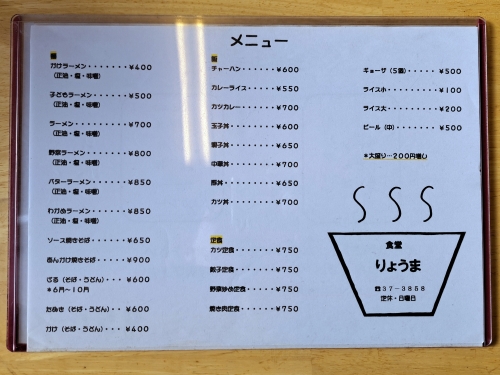 メニュー
麺
かけラーメン・・・・・・・・¥400
(正油・塩・味噌)
子どもラーメン・・・・・・・¥500
(正油・塩・味噌)
ラーメン・・・・・・・・・・¥700
(正油・塩・味噌)
野菜ラーメン・・・・・・・・¥800
(正油・塩・味噌)
バターラーメン・・・・・・・¥850
(正油・塩・味噌)
わかめラーメン・・・・・・・¥850
(正油・塩・味噌)
ソース焼きそば・・・・・・・¥650
あんかけ焼きそば・・・・・・¥900
ざる(そば・うどん)・・・¥600
*6月〜10月
たぬき(そば・うどん)・・・¥600
かけ(そば・うどん)・・・¥400
飯
チャーハン・・・・・・・・¥600
カレーライス・・・・・・・¥550
カツカレー・・・・・・・・¥700
玉子丼・・・・・・・・・・¥600
親子丼・・・・・・・・・・¥650
中華丼・・・・・・・・・・¥700
豚丼・・・・・・・・・・・¥650
カツ丼・・・・・・・・・・¥700
定食
カツ定食・・・・・・・・・¥750
餃子定食・・・・・・・・・¥750
野菜炒め定食・・・・・・・¥750
焼き肉定食・・・・・・・・¥750
ギョーザ(5個)・・・・・¥500
ライス小・・・・・・・・・¥100
ライス大・・・・・・・・・¥200
ビール(中)・・・・・・・¥500
*大盛り…200円増し
食堂
りょうま
☎37-3858
定休・日曜日